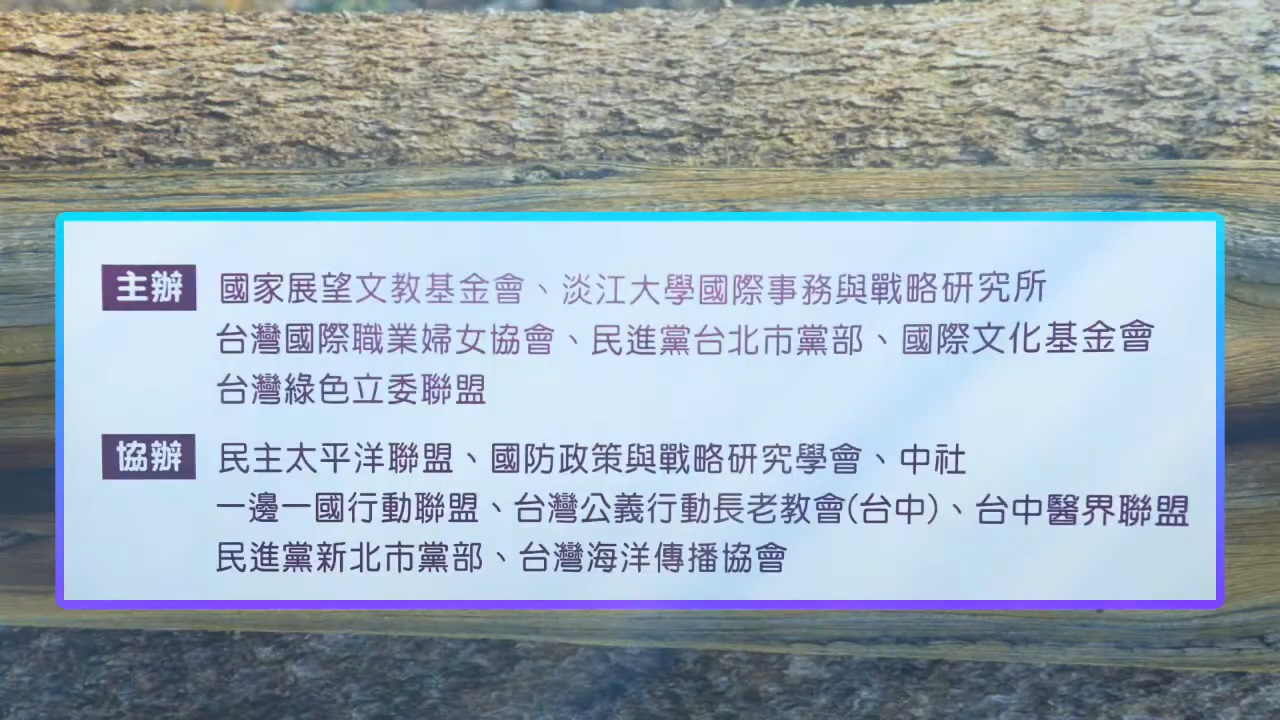 主辦 國家展望文教基金會、淡江大學國際事務與戰略研究所
台灣國際職業婦女協會、民進黨台北市黨部、國際文化基金會
台灣綠色立委聯盟
協辦 民主太平洋聯盟、國防政策與戰略研究學會、中社
一邊一國行動聯盟、台灣公義行動長老教會(台中)、台中醫界聯盟
民進黨新北市黨部、台灣海洋傳播協會